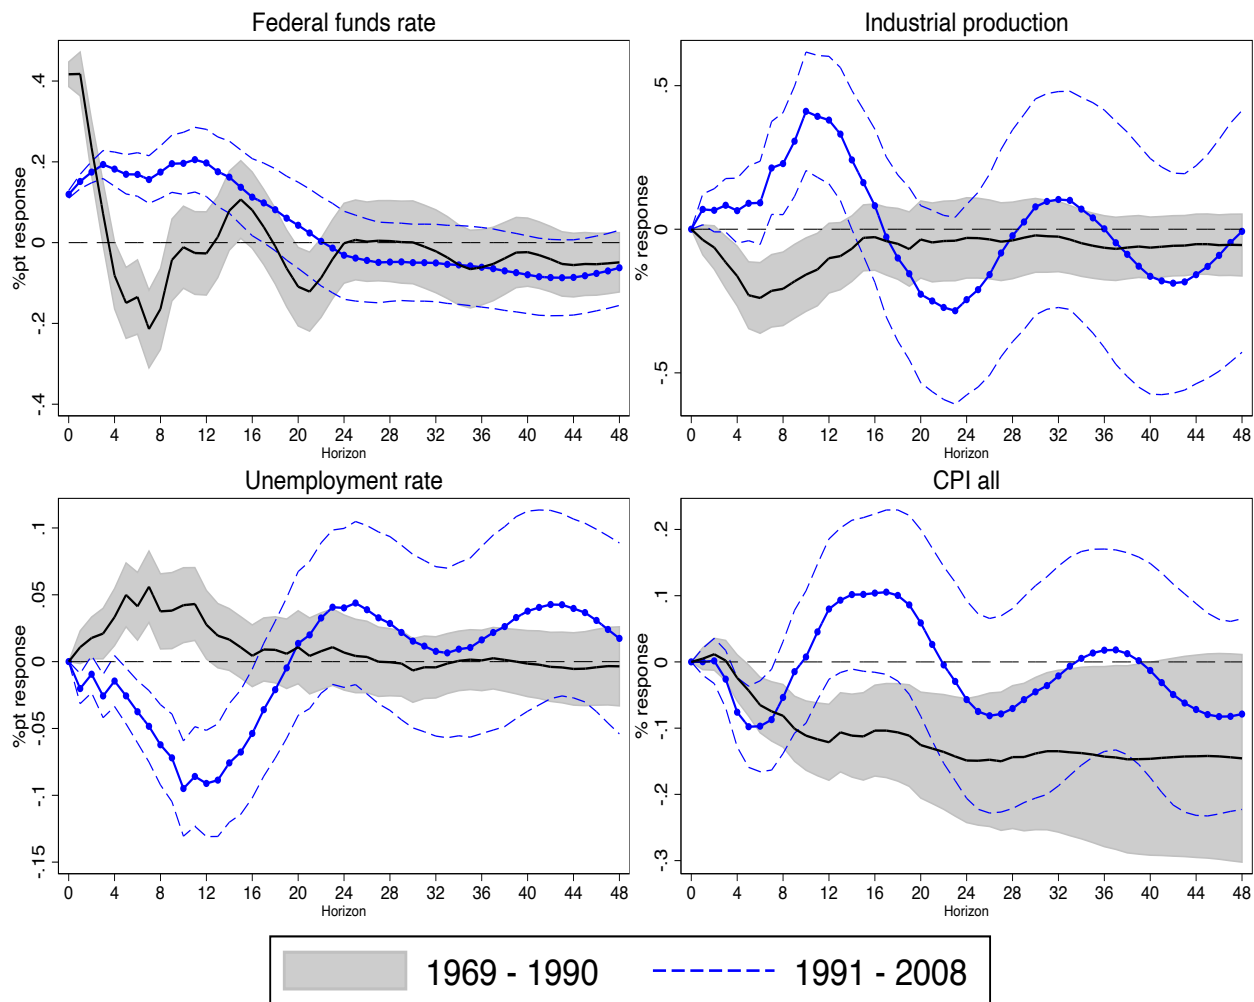 Federal funds rate
%pt response
.4
.2
0
-.2
-.4
0 4 8 12 16 20 24 28 32 36 40 44 48
Horizon
Industrial production
% response
.5
0
-.5
0 4 8 12 16 20 24 28 32 36 40 44 48
Horizon
Unemployment rate
%pt response
.1
.05
0
-.05
-.1
-.15
0 4 8 12 16 20 24 28 32 36 40 44 48
Horizon
CPI all
% response
.2
.1
0
-.1
-.2
-.3
0 4 8 12 16 20 24 28 32 36 40 44 48
Horizon
1969 - 1990
1991 - 2008